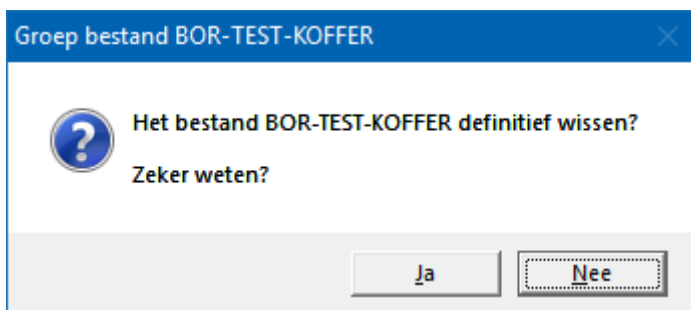 Groep bestand BOR-TEST-KOFFER
Het bestand BOR-TEST-KOFFER definitief wissen?
Zeker weten?
Ja
Nee